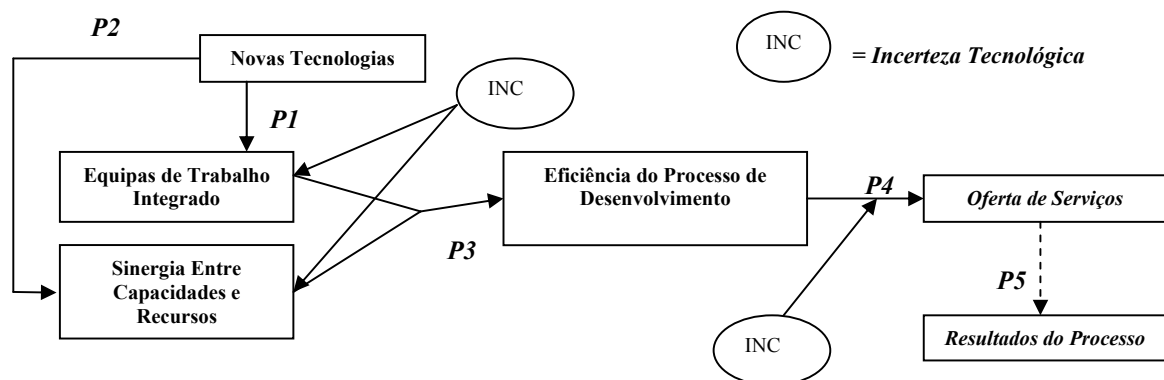 P2
Novas Tecnologias
INC
= Incerteza Tecnológica
INC
P1
Equipas de Trabalho
Integrado
Eficiência do Processo de
Desenvolvimento
P4
Oferta de Serviços
P3
Sinergia Entre
Capacidades e
Recursos
P5
INC
Resultados do Processo